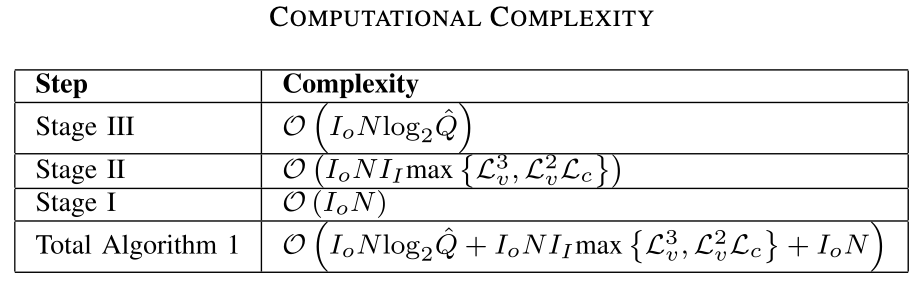 COMPUTATIONAL COMPLEXITY
Step Complexity
Stage III $\mathcal{O}\left(I_o N \log_2 \hat{Q}\right)$
Stage II $\mathcal{O}\left(I_o N I_I \max\left\{\mathcal{L}_v^3, \mathcal{L}_v^2 \mathcal{L}_c\right\}\right)$
Stage I $\mathcal{O}\left(I_o N\right)$
Total Algorithm 1 $\mathcal{O}\left(I_o N \log_2 \hat{Q} + I_o N I_I \max\left\{\mathcal{L}_v^3, \mathcal{L}_v^2 \mathcal{L}_c\right\} + I_o N\right)$